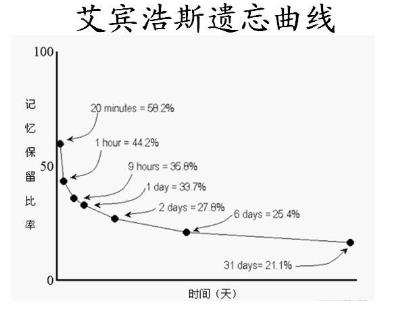 艾宾浩斯遗忘曲线
100
记忆保留比率
20 minutes = 58.2%
1 hour = 44.2%
50
9 hours = 35.8%
1 day = 33.7%
2 days = 27.8%
6 days = 25.4%
31 days= 21.1%
0
时间（天）